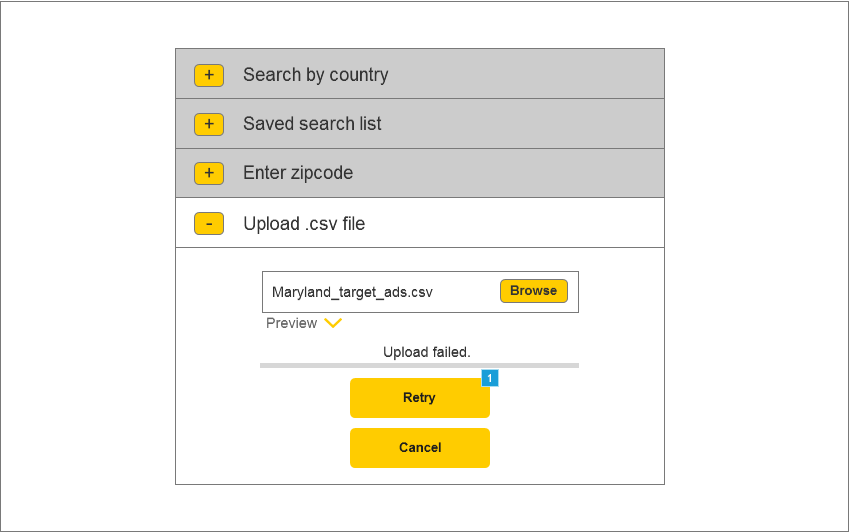 + Search by country
+ Saved search list
+ Enter zipcode
- Upload .csv file
Maryland_target_ads.csv Browse
Preview
Upload failed.
1
Retry
Cancel